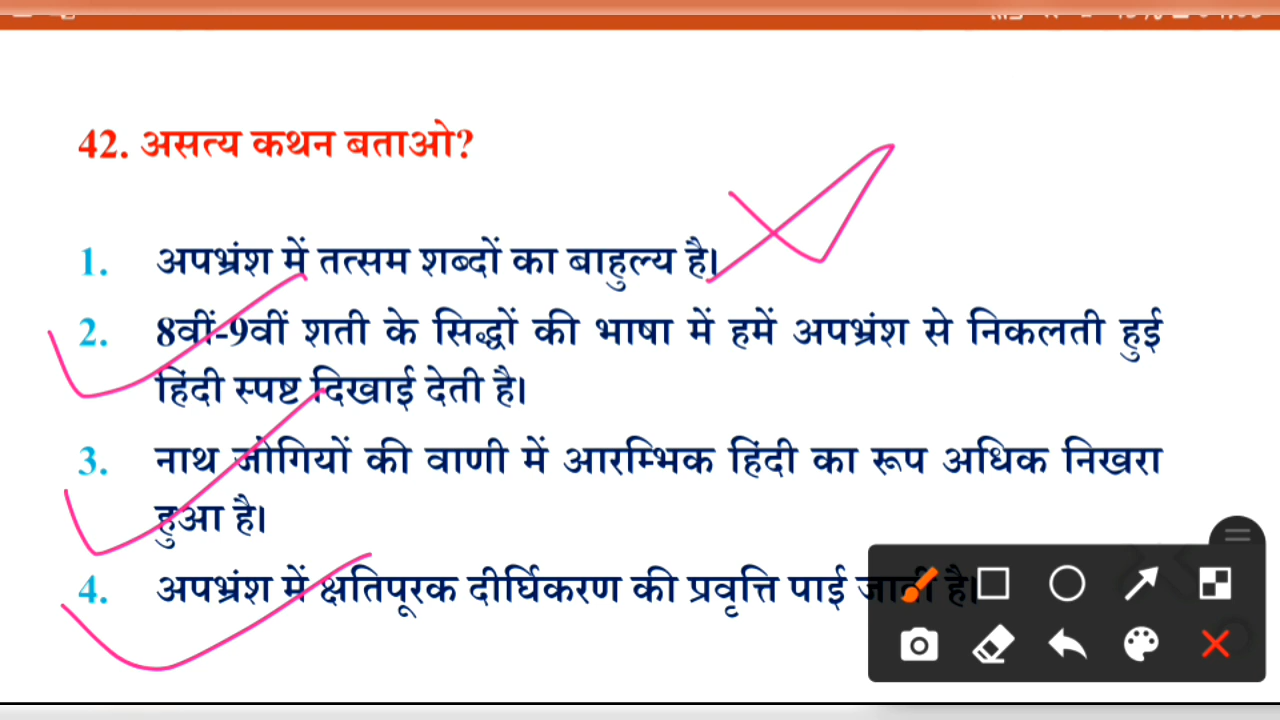 42. असत्य कथन बताओ?
1. अपभ्रंश में तत्सम शब्दों का बाहुल्य है।
2. 8वीं-9वीं शती के सिद्धों की भाषा में हमें अपभ्रंश से निकलती हुई
हिंदी स्पष्ट दिखाई देती है।
3. नाथ जोगियों की वाणी में आरम्भिक हिंदी का रूप अधिक निखरा
हुआ है।
4. अपभ्रंश में क्षतिपूरक दीर्घिकरण की प्रवृत्ति पाई जाती है।